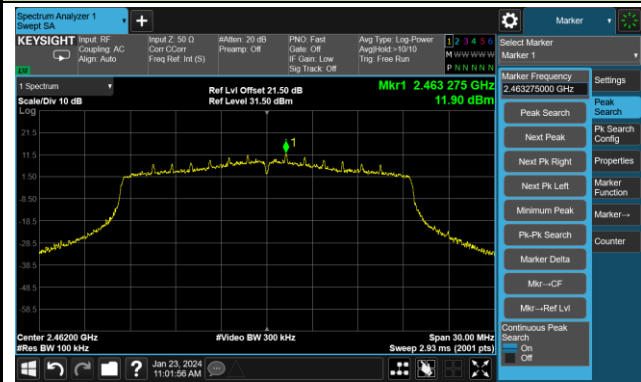 Spectrum Analyzer 1
Swept SA
+
Marker
KEYSIGHT
Input: RF
Coupling: AC
Align: Auto
Input Z: 50 Ω
Corr CCorr
Freq Ref: Int (S)
#Atten: 20 dB
Preamp: Off
PNO: Fast
Gate: Off
IF Gain: Low
Sig Track: Off
Avg Type: Log-Power
Avg|Hold:>10/10
Trig: Free Run
1 2 3 4 5 6
M W W W W W
P N N N N N
LW
Select Marker
Marker 1
1 Spectrum
Scale/Div 10 dB
Log
Ref Lvl Offset 21.50 dB
Ref Level 31.50 dBm
Mkr1 2.463 275 GHz
11.90 dBm
21.5
11.5
1.50
-8.50
-18.5
-28.5
-38.5
-48.5
-58.5
1
Center 2.46200 GHz
#Res BW 100 kHz
#Video BW 300 kHz
Span 30.00 MHz
Sweep 2.93 ms (2001 pts)
Marker Frequency
2.463275000 GHz
Peak Search
Next Peak
Next Pk Right
Next Pk Left
Minimum Peak
Pk-Pk Search
Marker Delta
Mkr→CF
Mkr→Ref Lvl
Continuous Peak
Search
On
Off
Settings
Peak
Search
Pk Search
Config
Properties
Marker
Function
Marker→
Counter
?
Jan 23, 2024
11:01:56 AM